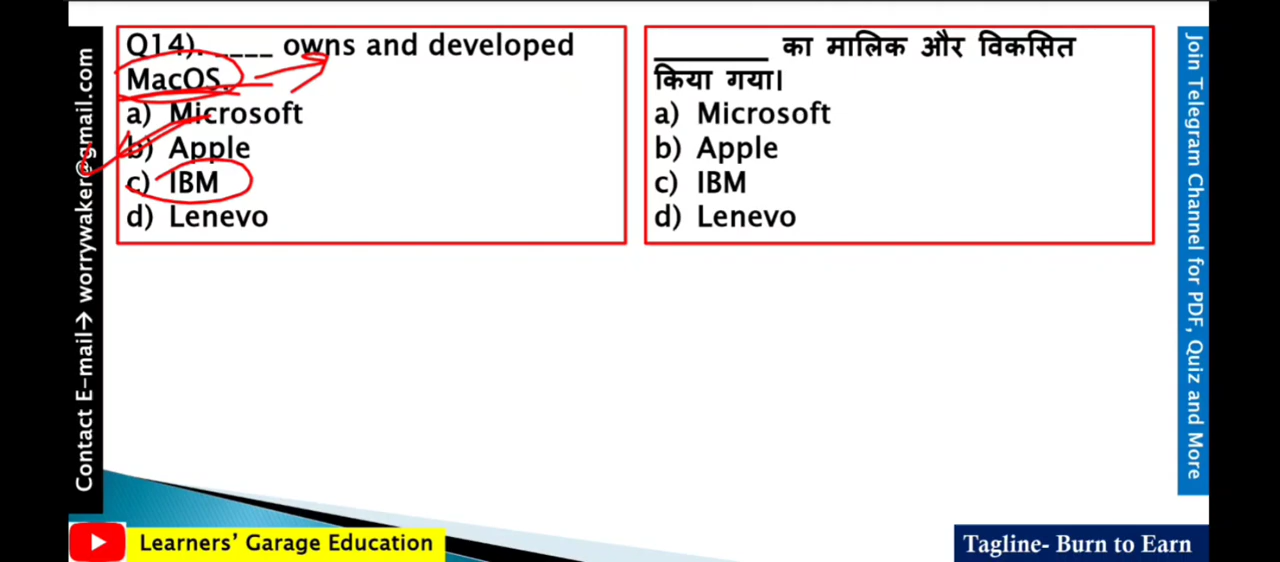 Q14). ____ owns and developed
MacOS.
a) Microsoft
b) Apple
c) IBM
d) Lenevo
________ का मालिक और विकसित
किया गया।
a) Microsoft
b) Apple
c) IBM
d) Lenevo
Contact E-mail→ worrywaker@gmail.com
Join Telegram Channel for PDF, Quiz and More
Learners’ Garage Education
Tagline- Burn to Earn